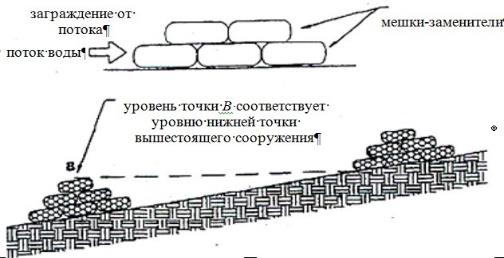 заграждение·от·
потока¶
поток·воды¶
мешки-заменители
уровень·точки·В·соответствует·
уровню·нижней·точки·
вышестоящего·сооружения¶
В